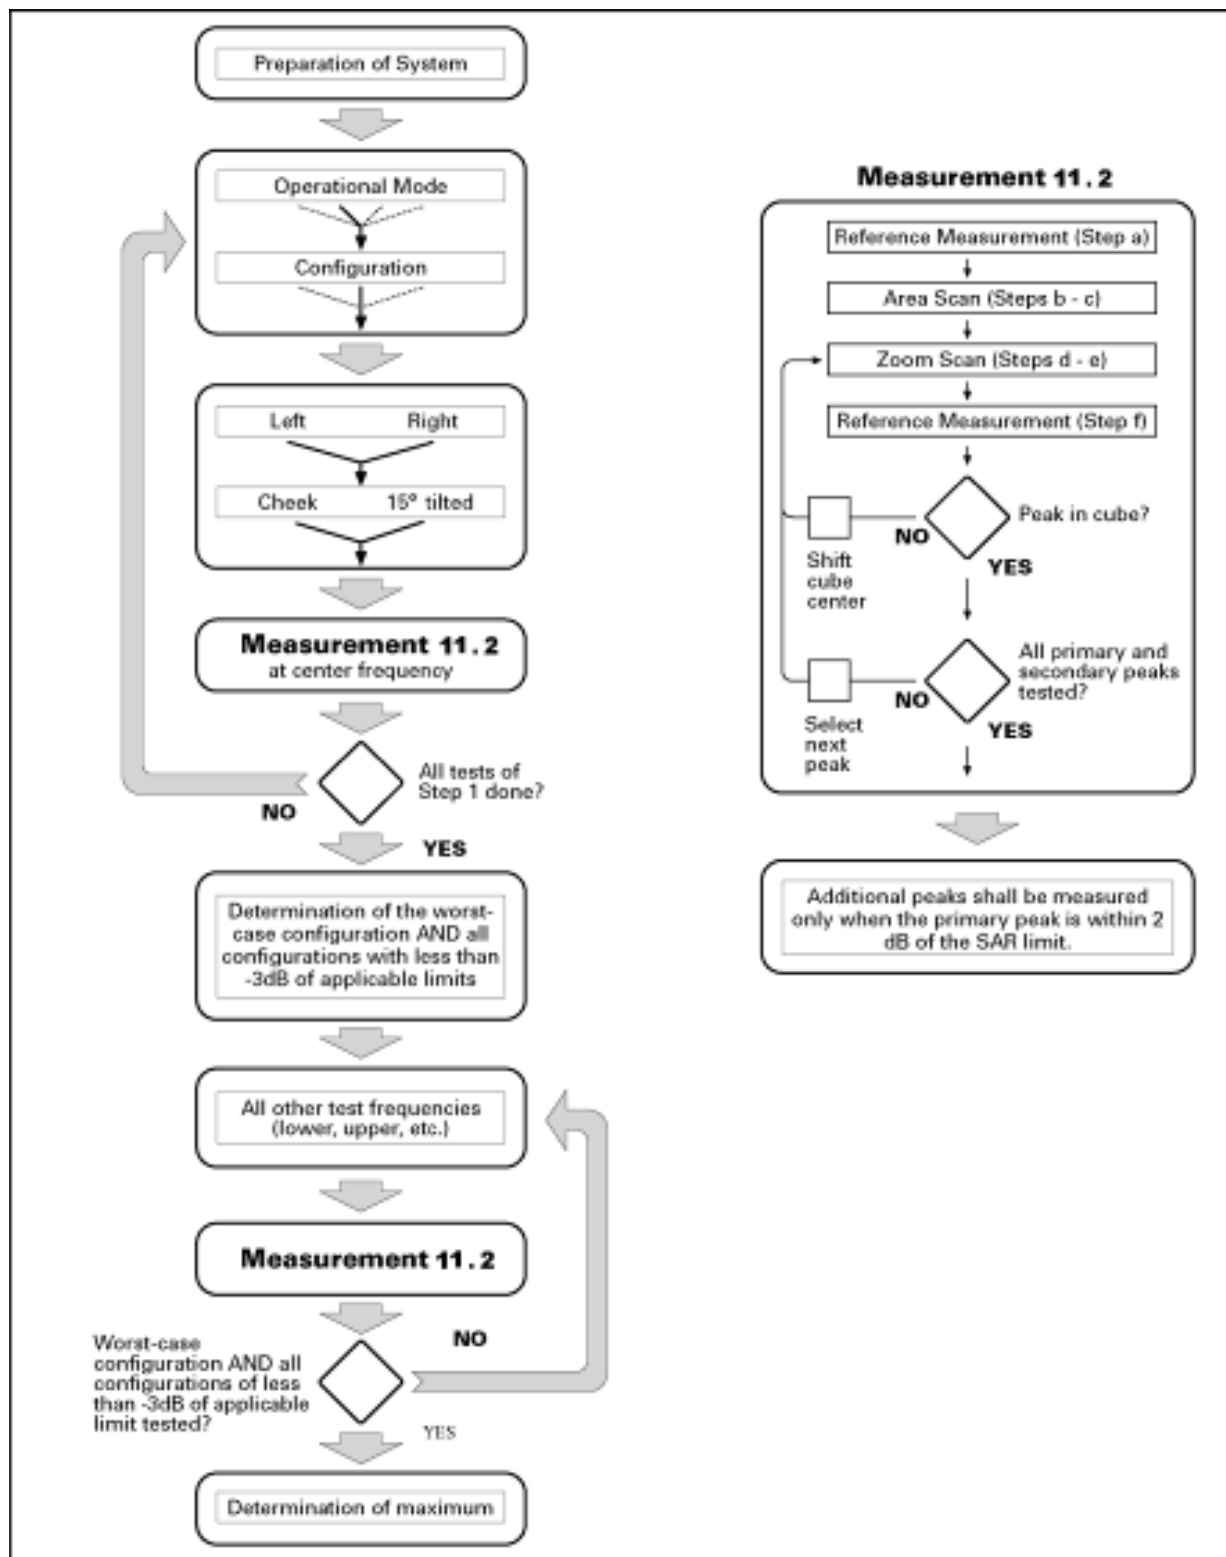 Preparation of System
Operational Mode
Configuration
Left Right
Cheek 15º tilted
Measurement 11.2
at center frequency
All tests of
Step 1 done?
NO
YES
Determination of the worst-
case configuration AND all
configurations with less than
-3dB of applicable limits
All other test frequencies
(lower, upper, etc.)
Measurement 11.2
NO
Worst-case
configuration AND all
configurations of less
than -3dB of applicable
limit tested?
YES
Determination of maximum
Measurement 11.2
Reference Measurement (Step a)
Area Scan (Steps b - c)
Zoom Scan (Steps d - e)
Reference Measurement (Step f)
Peak in cube?
NO
YES
Shift
cube
center
All primary and
secondary peaks
tested?
NO
YES
Select
next
peak
Additional peaks shall be measured
only when the primary peak is within 2
dB of the SAR limit.